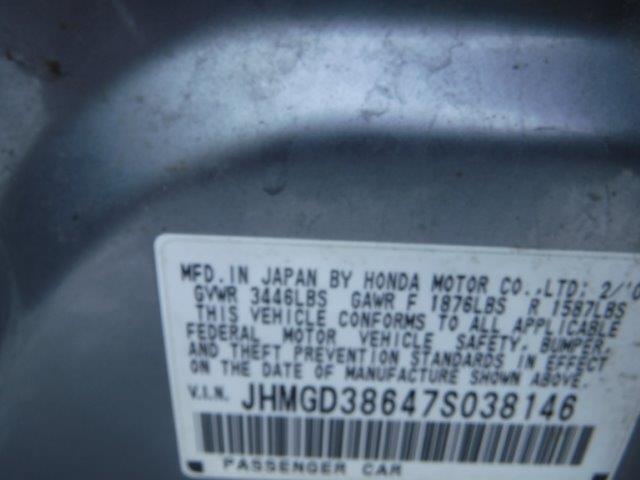 MFD. IN JAPAN BY HONDA MOTOR CO.,LTD; 2/'0
GVWR 3446LBS GAWR F 1876LBS R 1587LBS
THIS VEHICLE CONFORMS TO ALL APPLICABLE
FEDERAL MOTOR VEHICLE SAFETY, BUMPER,
AND THEFT PREVENTION STANDARDS IN EFFECT
ON THE DATE OF MANUFACTURE SHOWN ABOVE.
V.I.N. JHMGD38647S038146
PASSENGER CAR